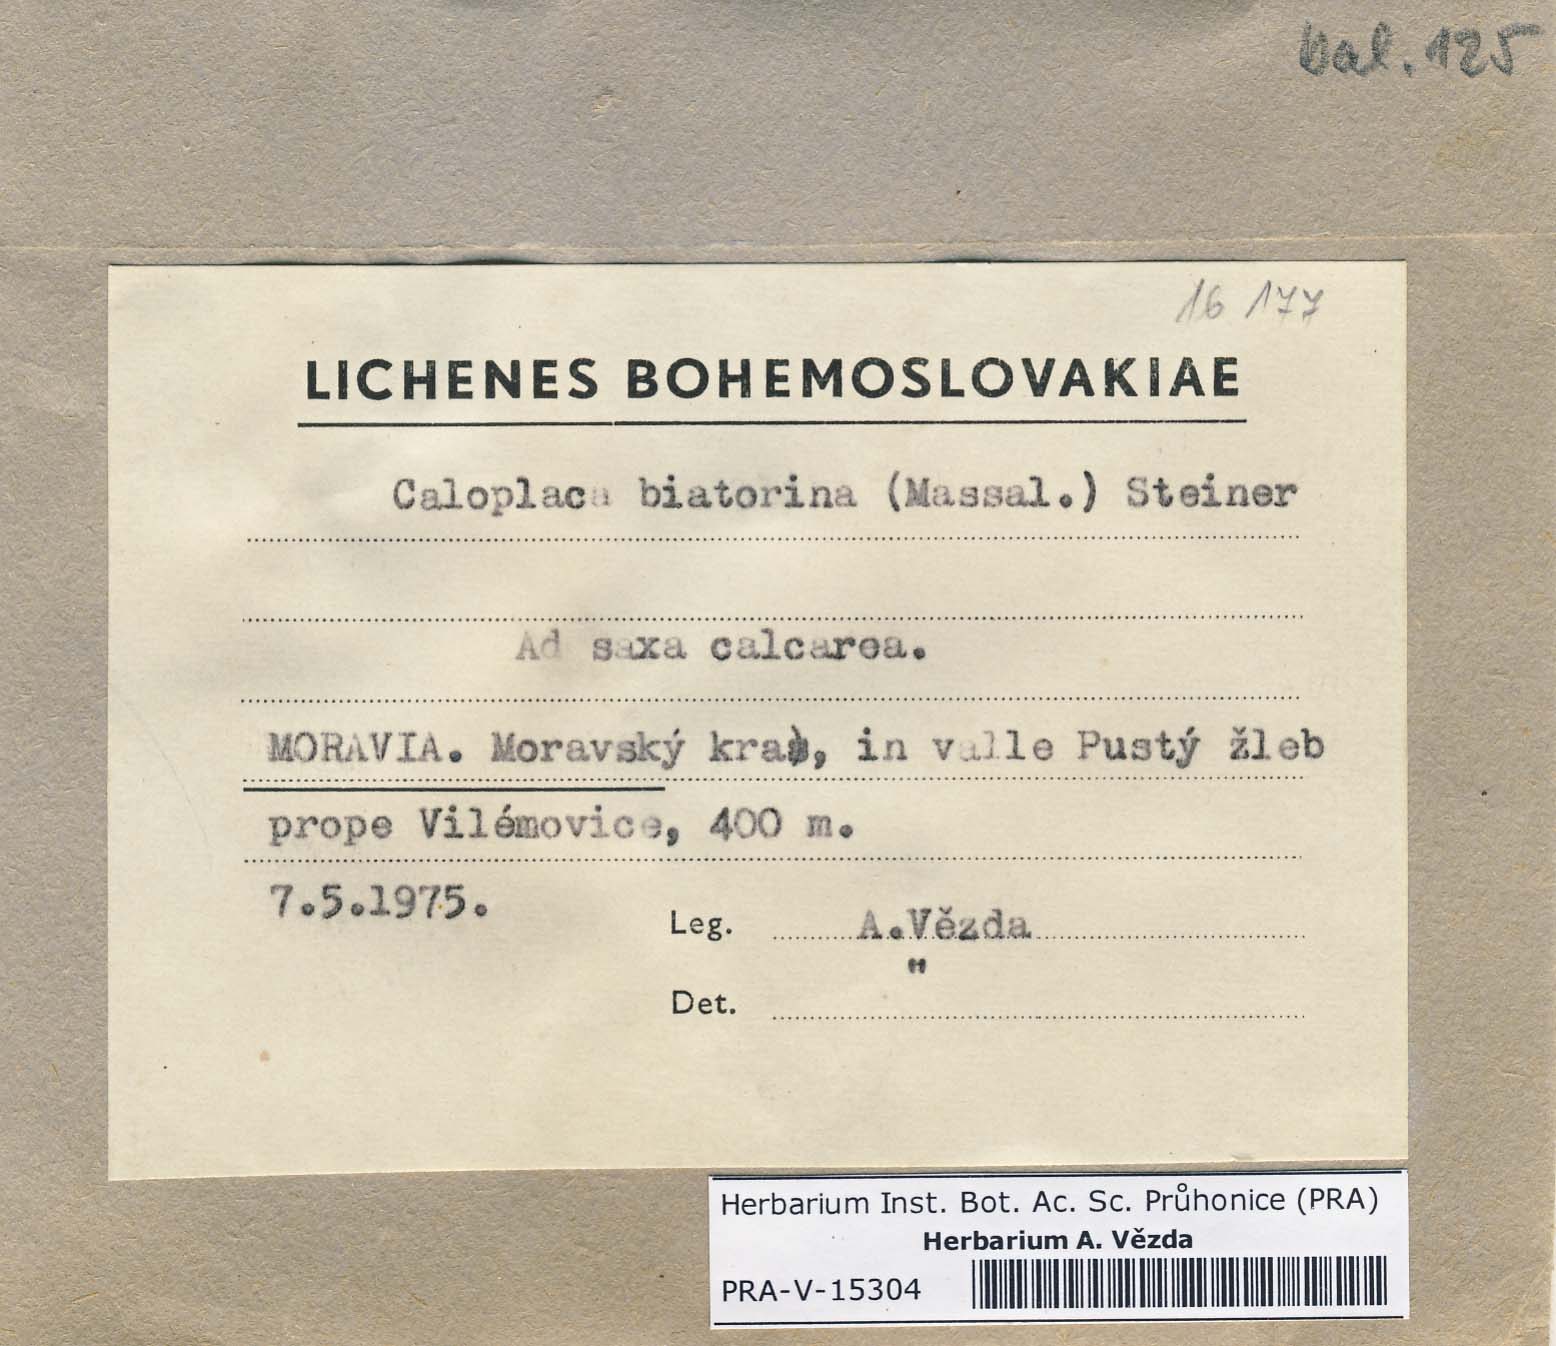 bal. 125
16 177
LICHENES BOHEMOSLOVAKIAE
Caloplaca biatorina (Massal.) Steiner
Ad saxa calcarea.
MORAVIA. Moravský kras, in valle Pustý žleb
prope Vilémovice, 400 m.
7.5.1975.
Leg. A.Vězda
"
Det.
Herbarium Inst. Bot. Ac. Sc. Průhonice (PRA)
Herbarium A. Vězda
PRA-V-15304